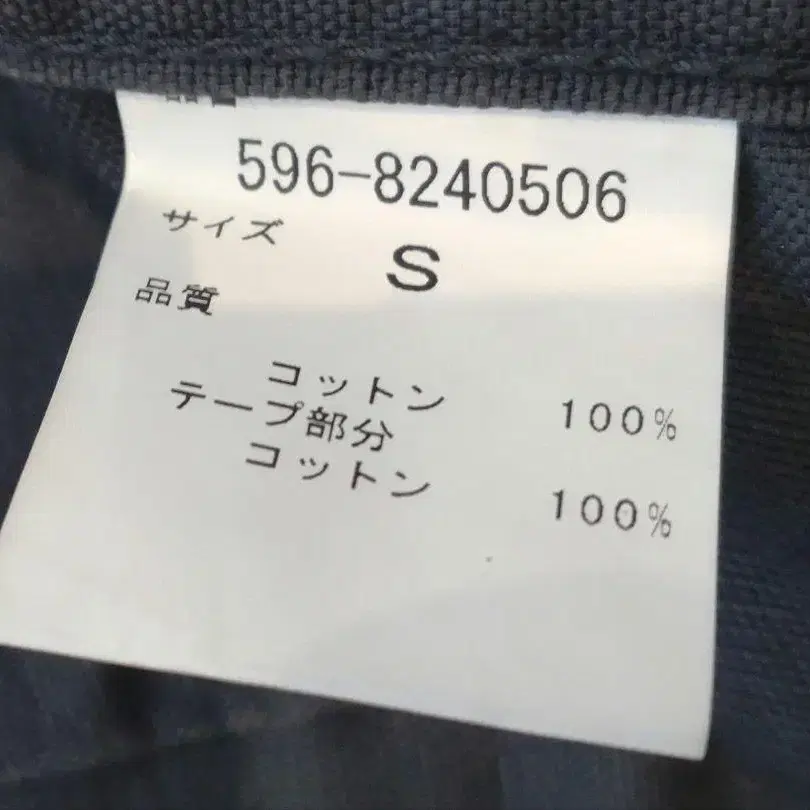 596-8240506
サイズ
S
品質
コットン 100%
テープ部分
コットン 100%